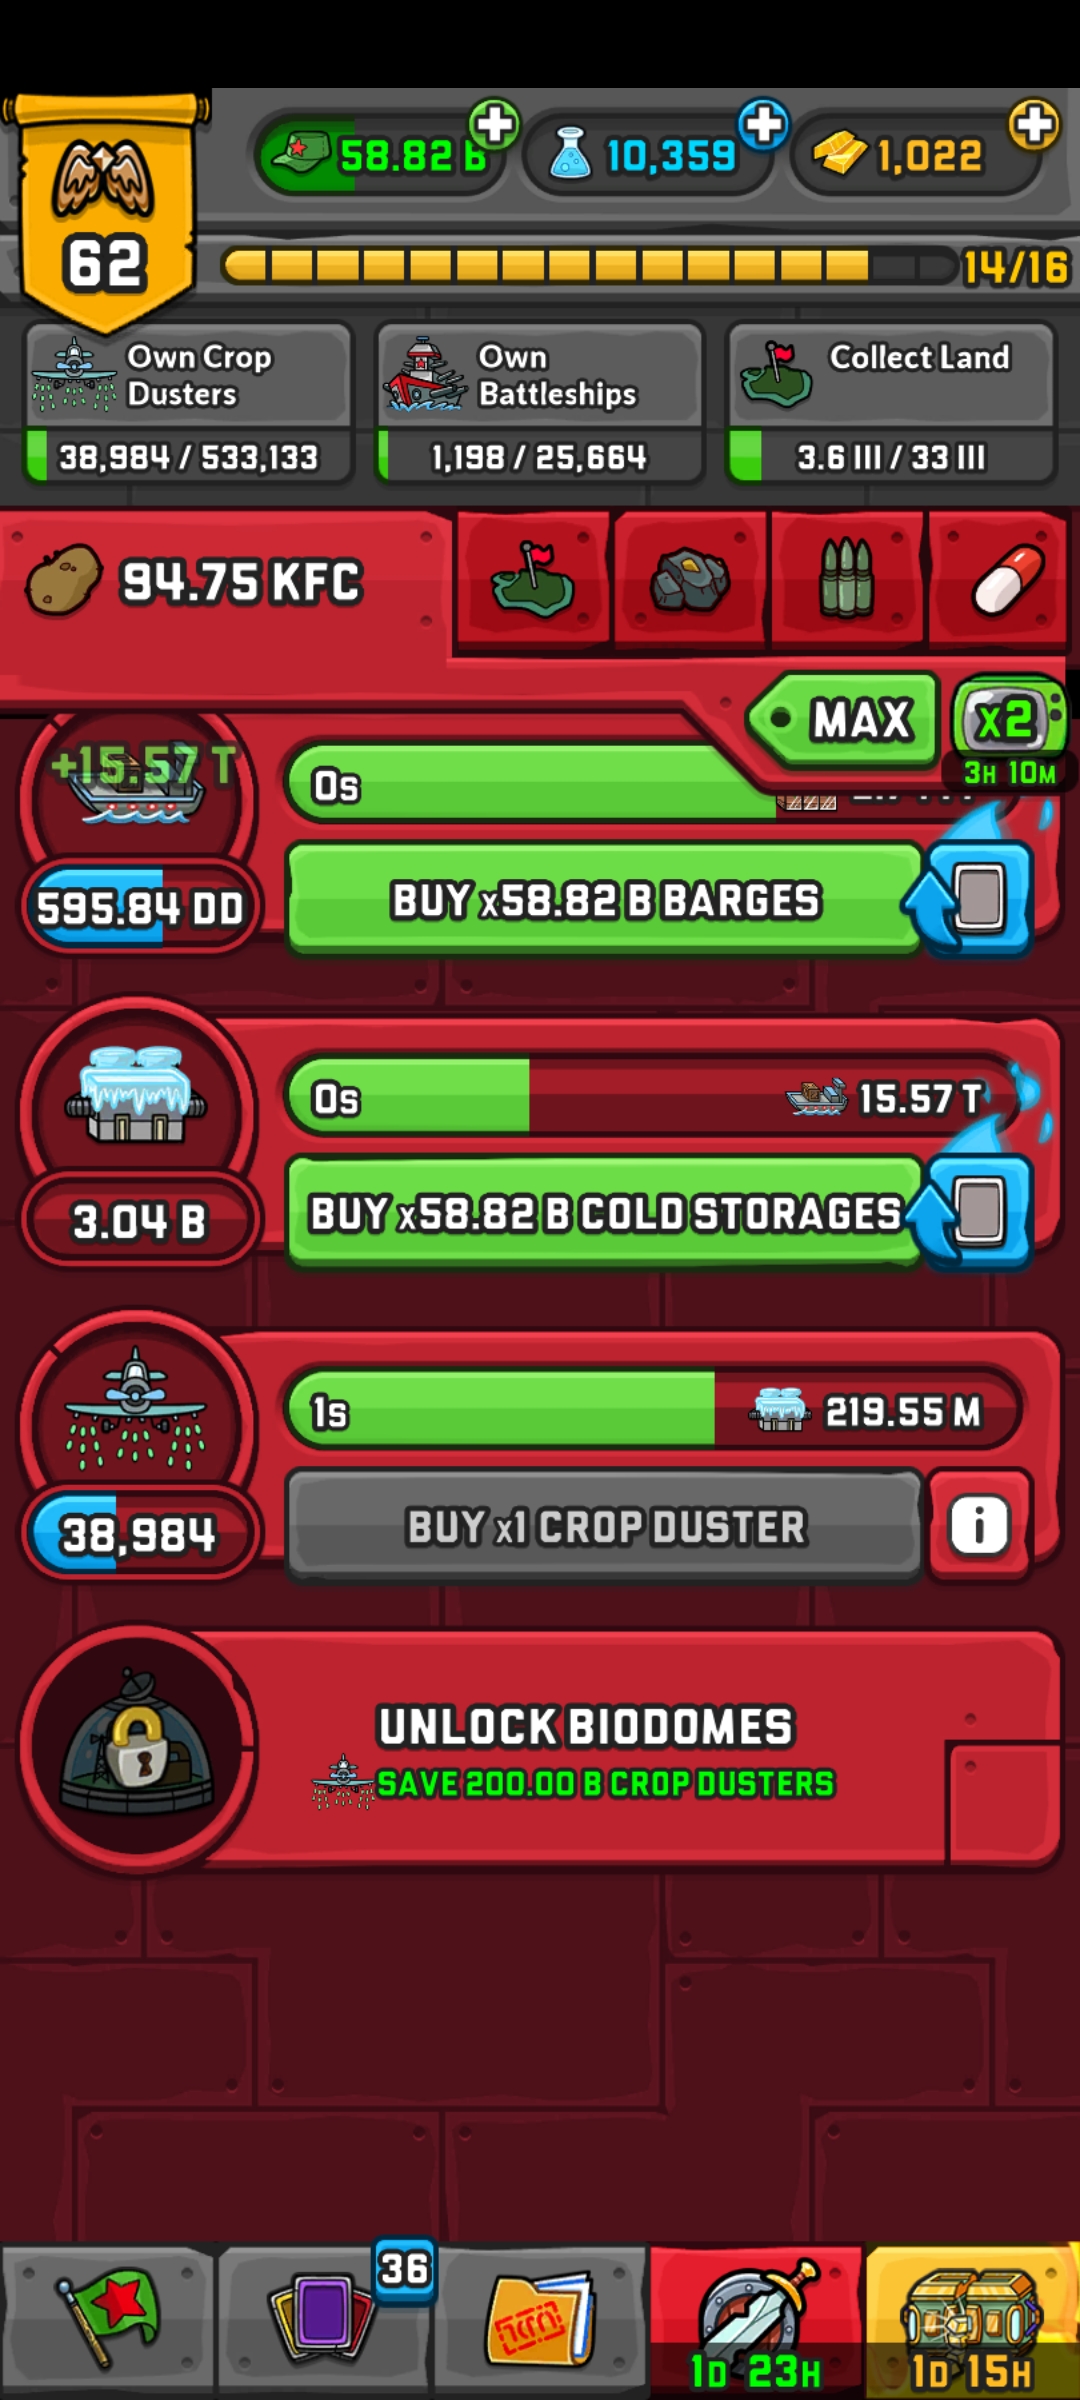 58.82 B
10,359
1,022
62
14/16
Own Crop
Dusters
38,984 / 533,133
Own
Battleships
1,198 / 25,664
Collect Land
3.6 III / 33 III
94.75 KFC
MAX
x2
3H 10M
+15.57 T
0s
595.84 DD
BUY x58.82 B BARGES
0s
15.57 T
3.04 B
BUY x58.82 B COLD STORAGES
1s
219.55 M
38,984
BUY x1 CROP DUSTER
i
UNLOCK BIODOMES
SAVE 200.00 B CROP DUSTERS
36
1D 23H
1D 15H